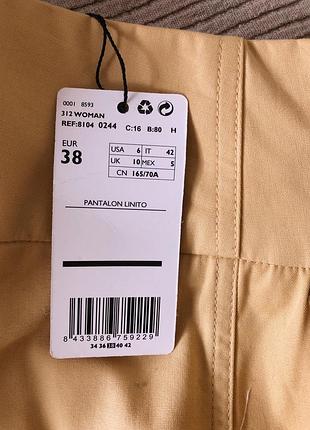 0001 8593
312 WOMAN
REF:8104 0244 C:16 B:80 H
EUR
38
USA 6 IT 42
UK 10 MEX 5
CN 165/70A
PANTALON LINITO
8 433886 759229
34 36 38 40 42